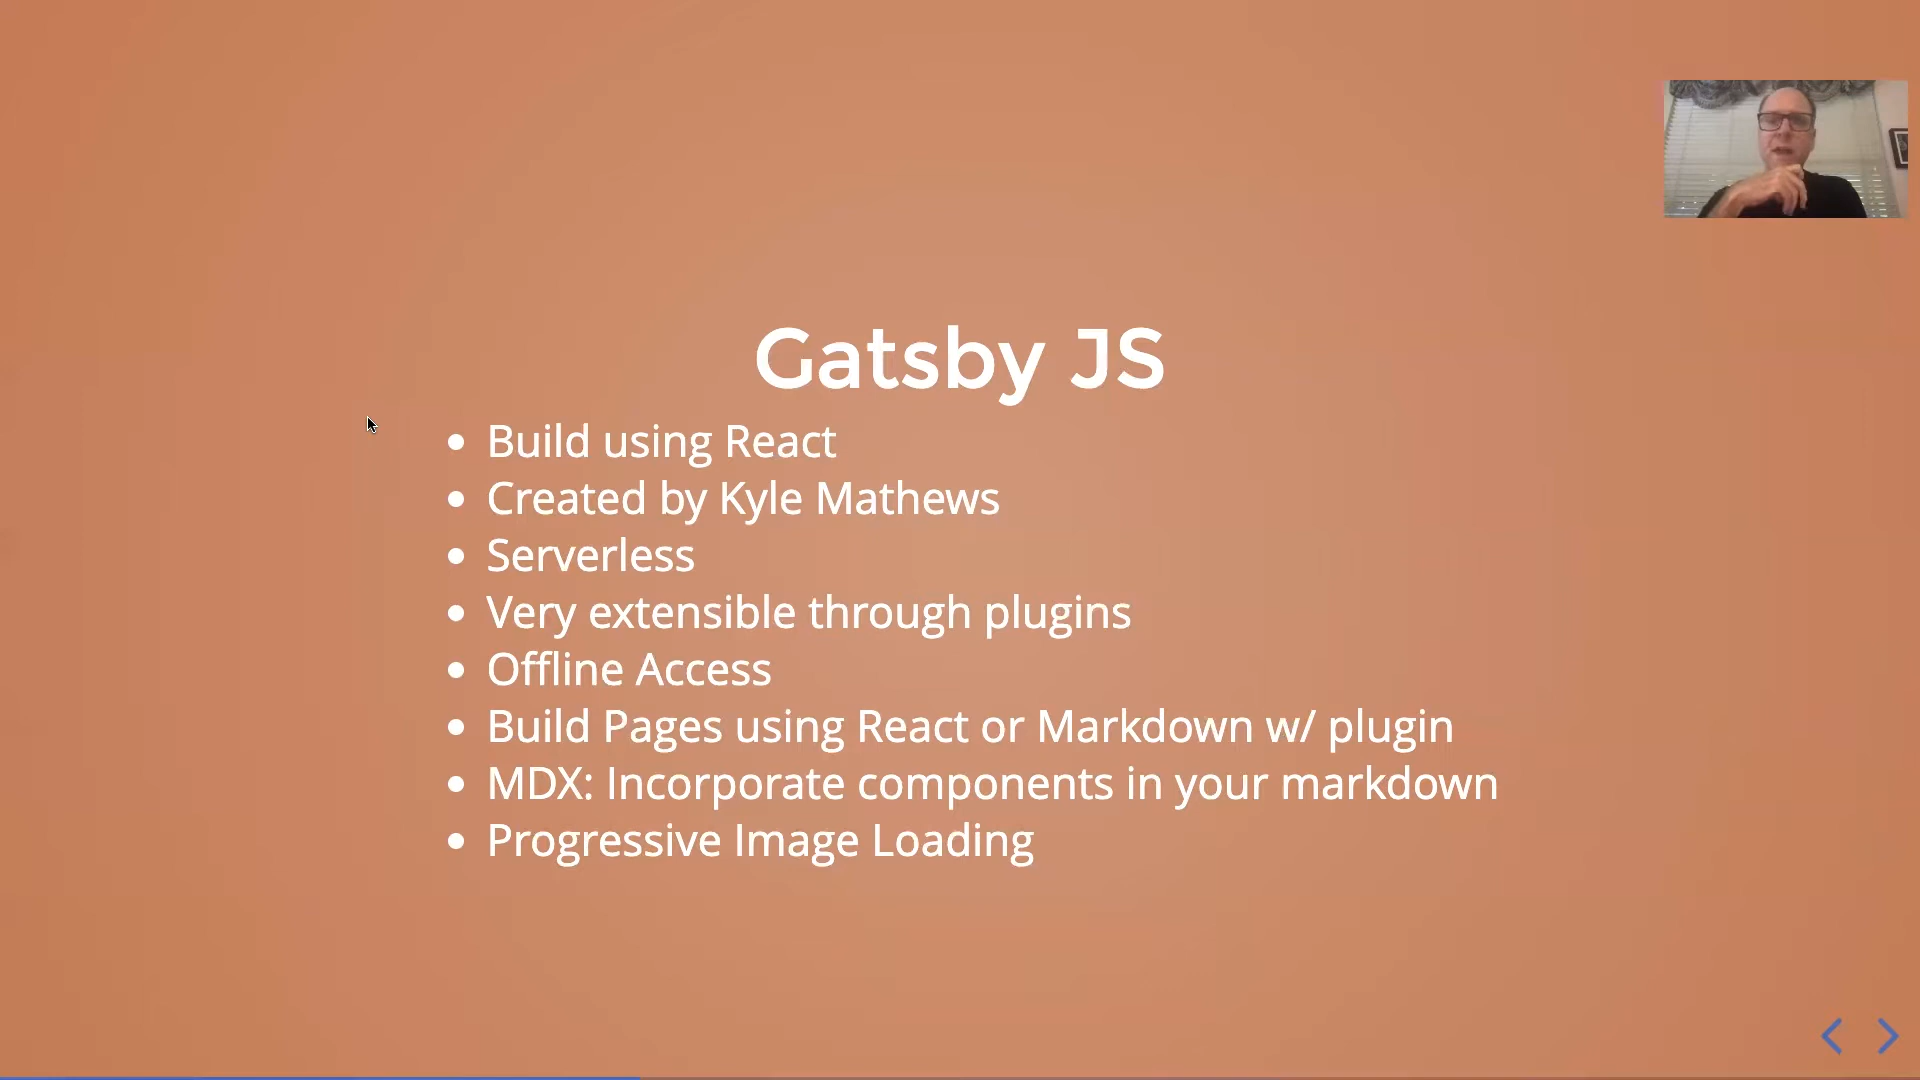 Gatsby JS
Build using React
Created by Kyle Mathews
Serverless
Very extensible through plugins
Offline Access
Build Pages using React or Markdown w/ plugin
MDX: Incorporate components in your markdown
Progressive Image Loading